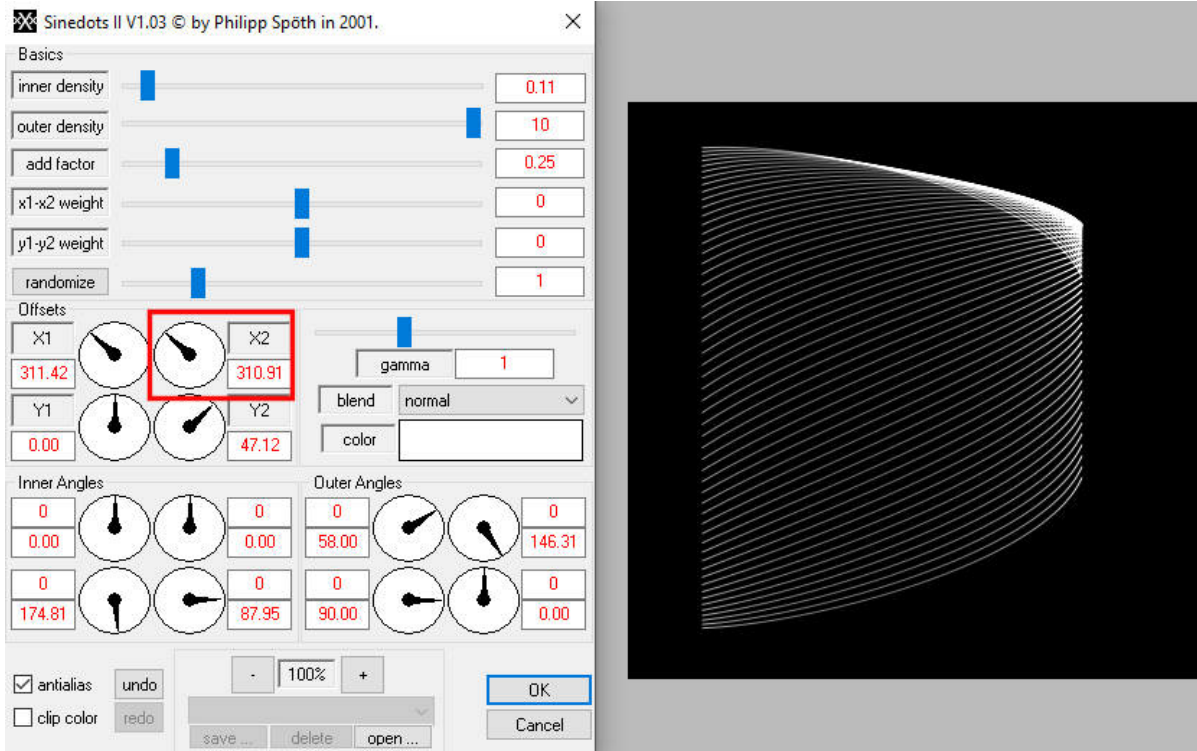 Sinedots II V1.03 © by Philipp Spöth in 2001.
Basics
inner density 0.11
outer density 10
add factor 0.25
x1-x2 weight 0
y1-y2 weight 0
randomize 1
Offsets
X1 X2
311.42 310.91
gamma 1
Y1 Y2
0.00 47.12
blend normal
color
Inner Angles
0 0
0.00 0.00
0 0
174.81 87.95
Outer Angles
0 0
58.00 146.31
0 0
90.00 0.00
antialias undo
clip color redo
- 100% +
save ... delete open ...
OK
Cancel